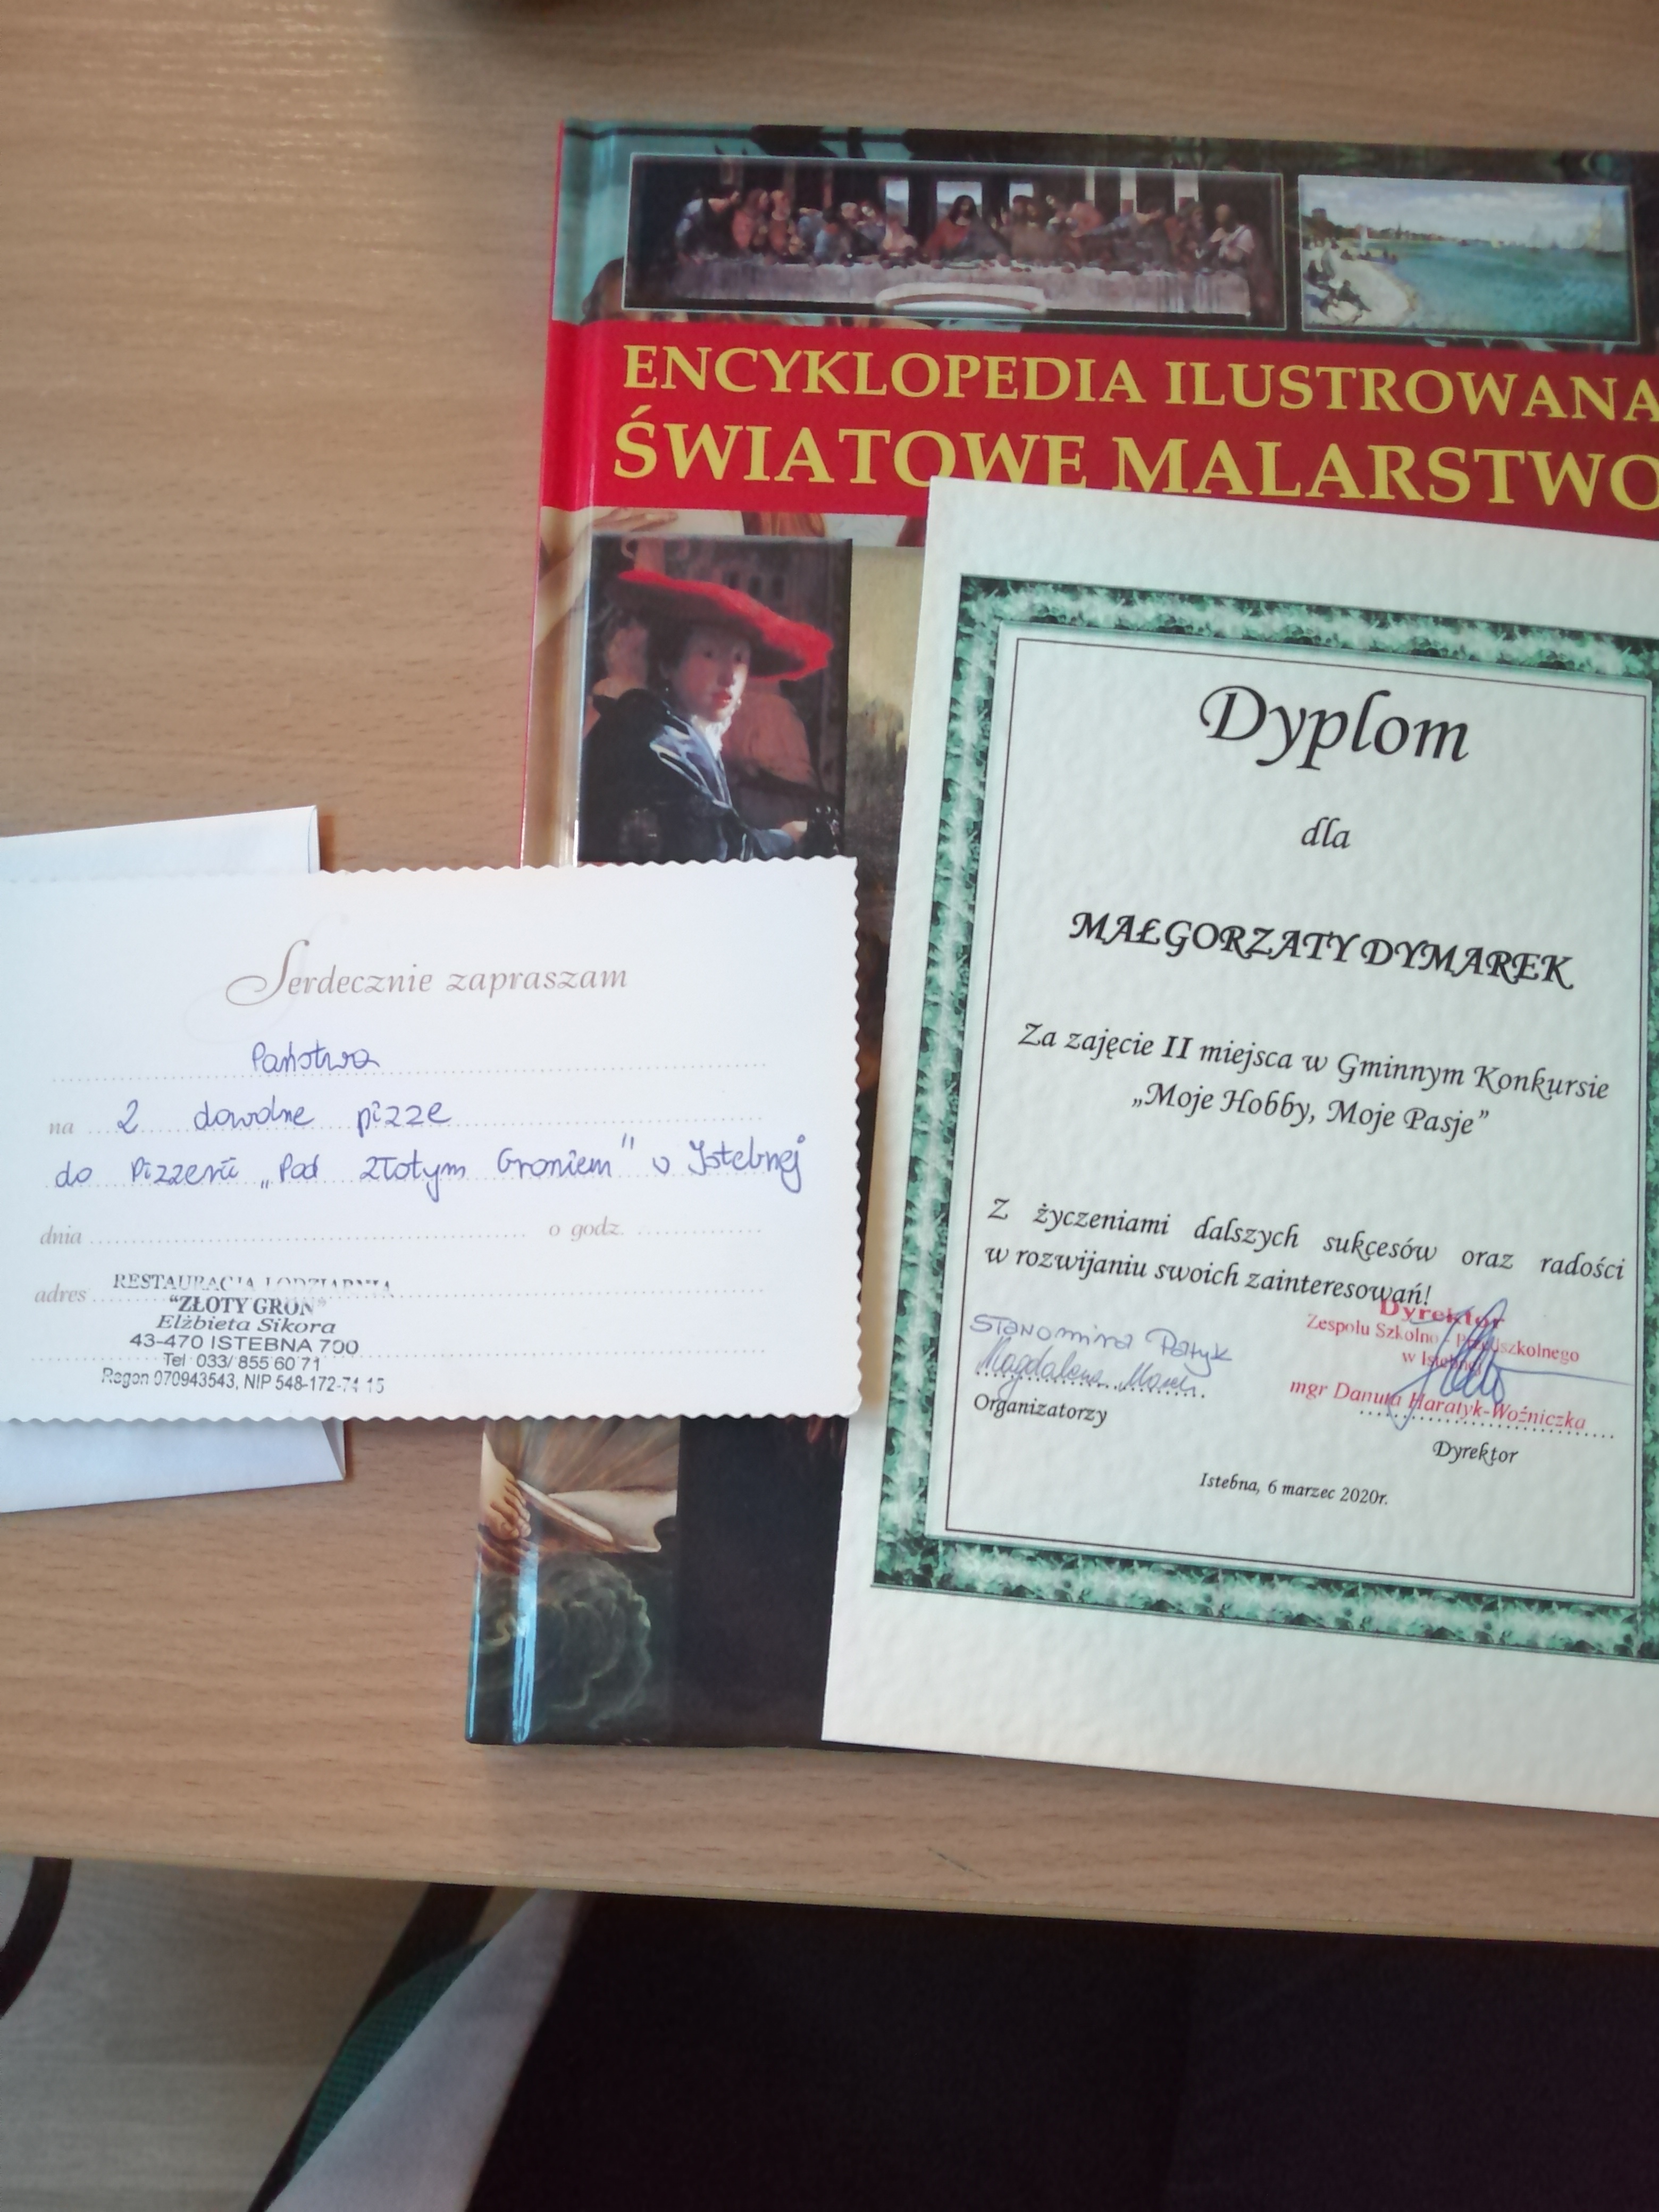 ENCYKLOPEDIA ILUSTROWANA
ŚWIATOWE MALARSTWO
Serdecznie zapraszam
Państwa
na 2 dowolne pizze
do Pizzerii „Pod Złotym Groniem" w Istebnej
dnia o godz.
adres
RESTAURACJA LODZIARNIA
"ZŁOTY GROŃ"
Elżbieta Sikora
43-470 ISTEBNA 700
Tel 033/ 855 60 71
Regon 070943543, NIP 548-172-74-15
Dyplom
dla
MAŁGORZATY DYMAREK
Za zajęcie II miejsca w Gminnym Konkursie
„Moje Hobby, Moje Pasje”
Z życzeniami dalszych sukcesów oraz radości
w rozwijaniu swoich zainteresowań!
Magdalena
Organizatorzy
Dyrektor
Zespołu Szkolno - Przedszkolnego
w Istebnej
mgr Danuta Haratyk-Woźniczka
Dyrektor
Istebna, 6 marzec 2020r.